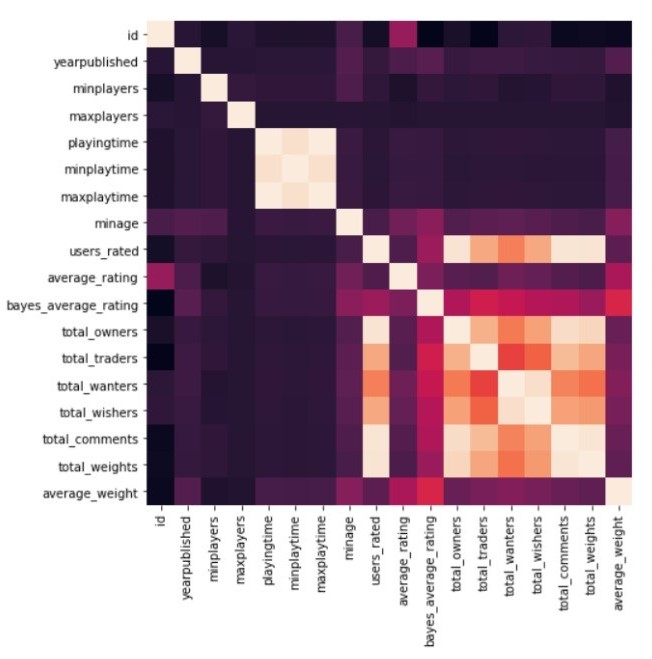 id
yearpublished
minplayers
maxplayers
playingtime
minplaytime
maxplaytime
minage
users_rated
average_rating
bayes_average_rating
total_owners
total_traders
total_wanters
total_wishers
total_comments
total_weights
average_weight
id
yearpublished
minplayers
maxplayers
playingtime
minplaytime
maxplaytime
minage
users_rated
average_rating
bayes_average_rating
total_owners
total_traders
total_wanters
total_wishers
total_comments
total_weights
average_weight